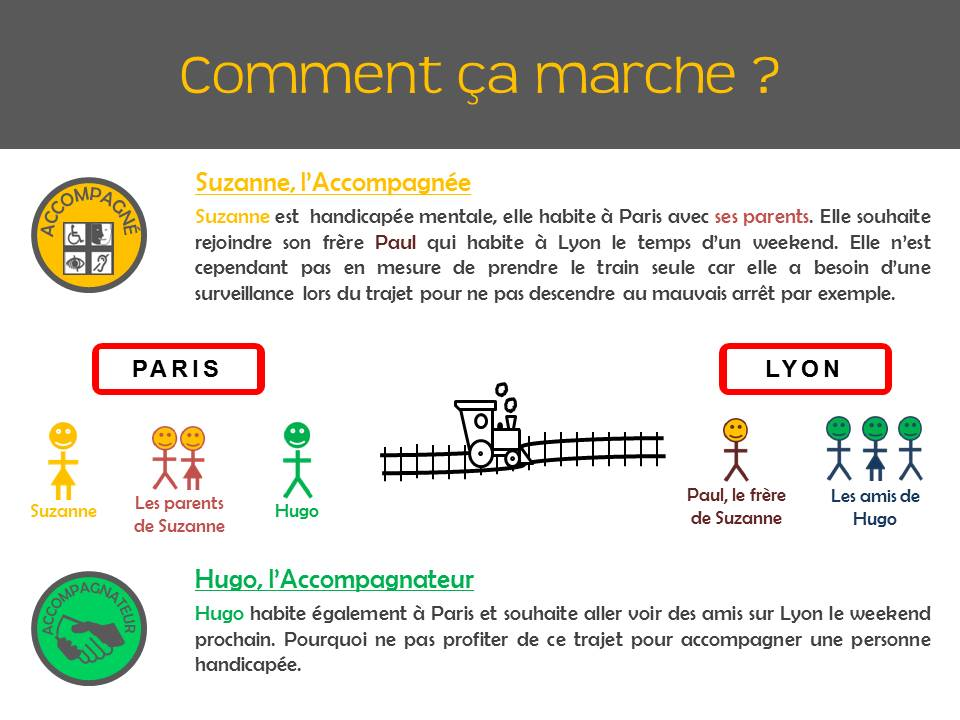 Comment ça marche ?
ACCOMPAGNÉ
Suzanne, l'Accompagnée
Suzanne est handicapée mentale, elle habite à Paris avec ses parents. Elle souhaite
rejoindre son frère Paul qui habite à Lyon le temps d'un weekend. Elle n'est
cependant pas en mesure de prendre le train seule car elle a besoin d'une
surveillance lors du trajet pour ne pas descendre au mauvais arrêt par exemple.
PARIS
LYON
Suzanne
Les parents
de Suzanne
Hugo
Paul, le frère
de Suzanne
Les amis de
Hugo
ACCOMPAGNATEUR
Hugo, l'Accompagnateur
Hugo habite également à Paris et souhaite aller voir des amis sur Lyon le weekend
prochain. Pourquoi ne pas profiter de ce trajet pour accompagner une personne
handicapée.